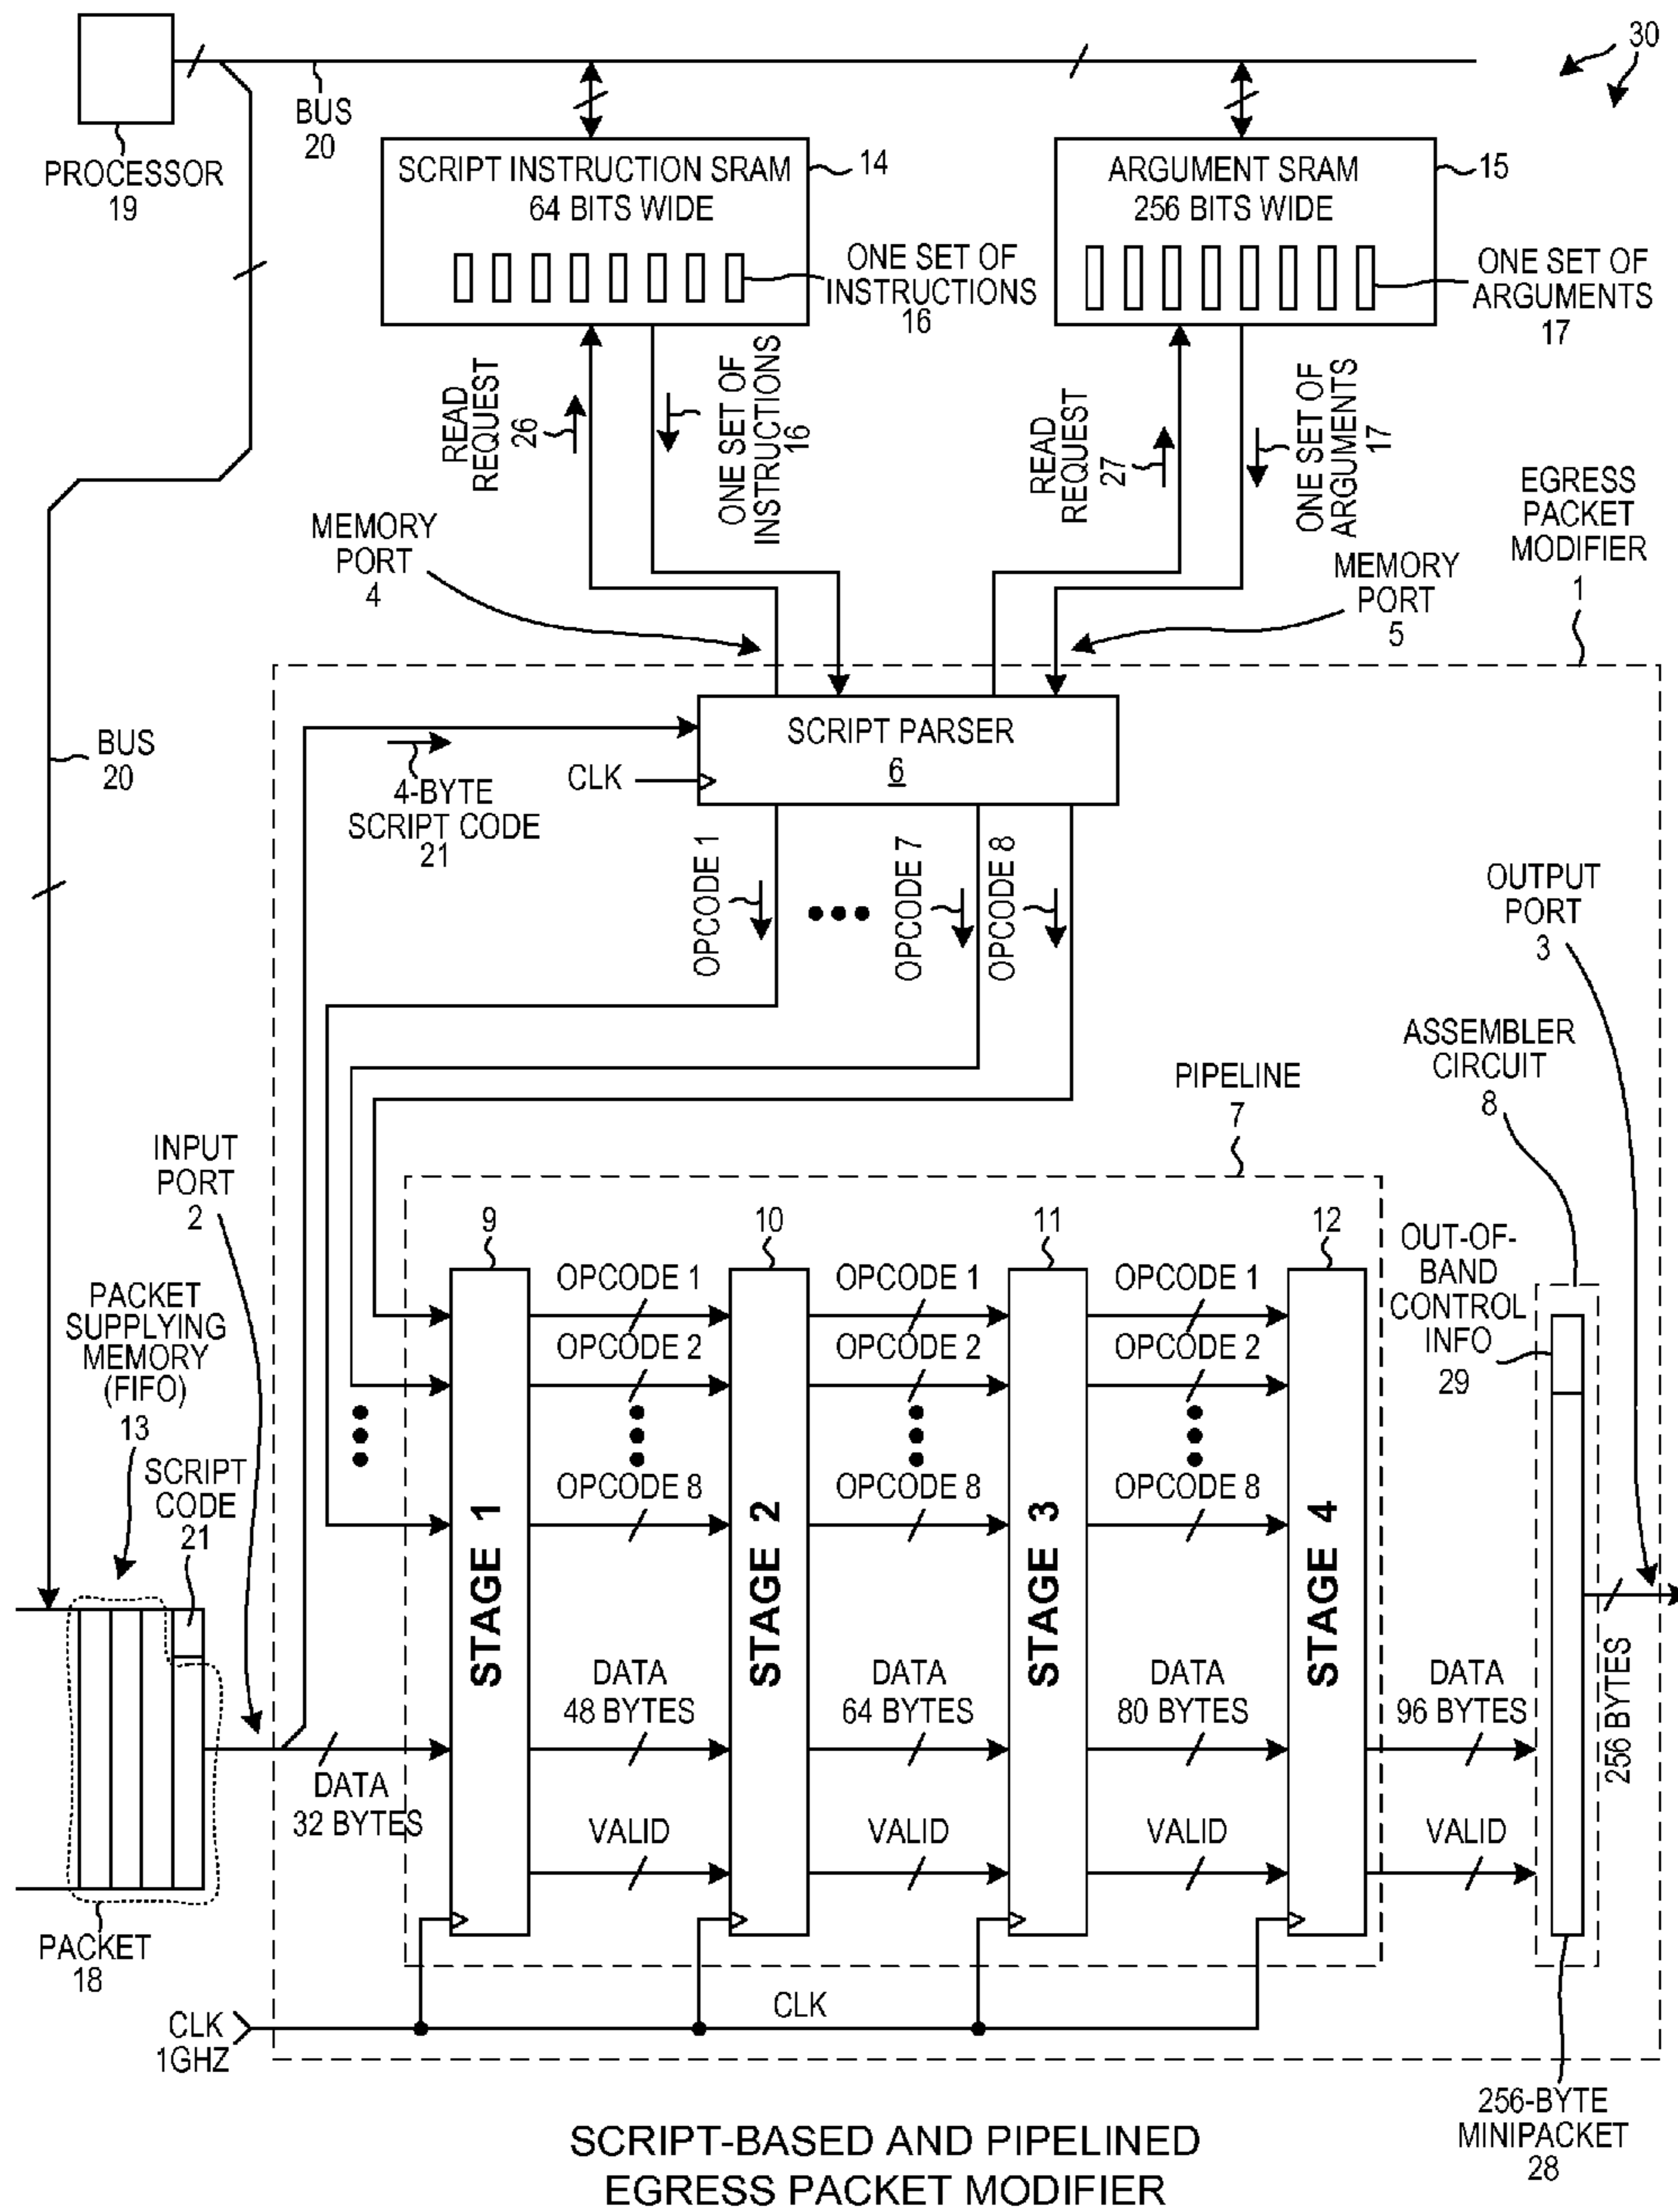 30
BUS
20
PROCESSOR
19
SCRIPT INSTRUCTION SRAM
64 BITS WIDE
14
ONE SET OF
INSTRUCTIONS
16
ARGUMENT SRAM
256 BITS WIDE
15
ONE SET OF
ARGUMENTS
17
READ
REQUEST
26
ONE SET OF
INSTRUCTIONS
16
READ
REQUEST
27
ONE SET OF
ARGUMENTS
17
EGRESS
PACKET
MODIFIER
1
MEMORY
PORT
4
MEMORY
PORT
5
BUS
20
SCRIPT PARSER
6
CLK
4-BYTE
SCRIPT CODE
21
OPCODE 1
OPCODE 7
OPCODE 8
OUTPUT
PORT
3
ASSEMBLER
CIRCUIT
8
PIPELINE
7
INPUT
PORT
2
9
10
11
12
OUT-OF-
BAND
CONTROL
INFO
29
PACKET
SUPPLYING
MEMORY
(FIFO)
13
SCRIPT
CODE
21
OPCODE 1
OPCODE 1
OPCODE 1
OPCODE 2
OPCODE 2
OPCODE 2
OPCODE 8
OPCODE 8
OPCODE 8
STAGE 1
STAGE 2
STAGE 3
STAGE 4
DATA
32 BYTES
DATA
48 BYTES
DATA
64 BYTES
DATA
80 BYTES
DATA
96 BYTES
256 BYTES
VALID
VALID
VALID
VALID
PACKET
18
CLK
1GHZ
CLK
256-BYTE
MINIPACKET
28
SCRIPT-BASED AND PIPELINED
EGRESS PACKET MODIFIER